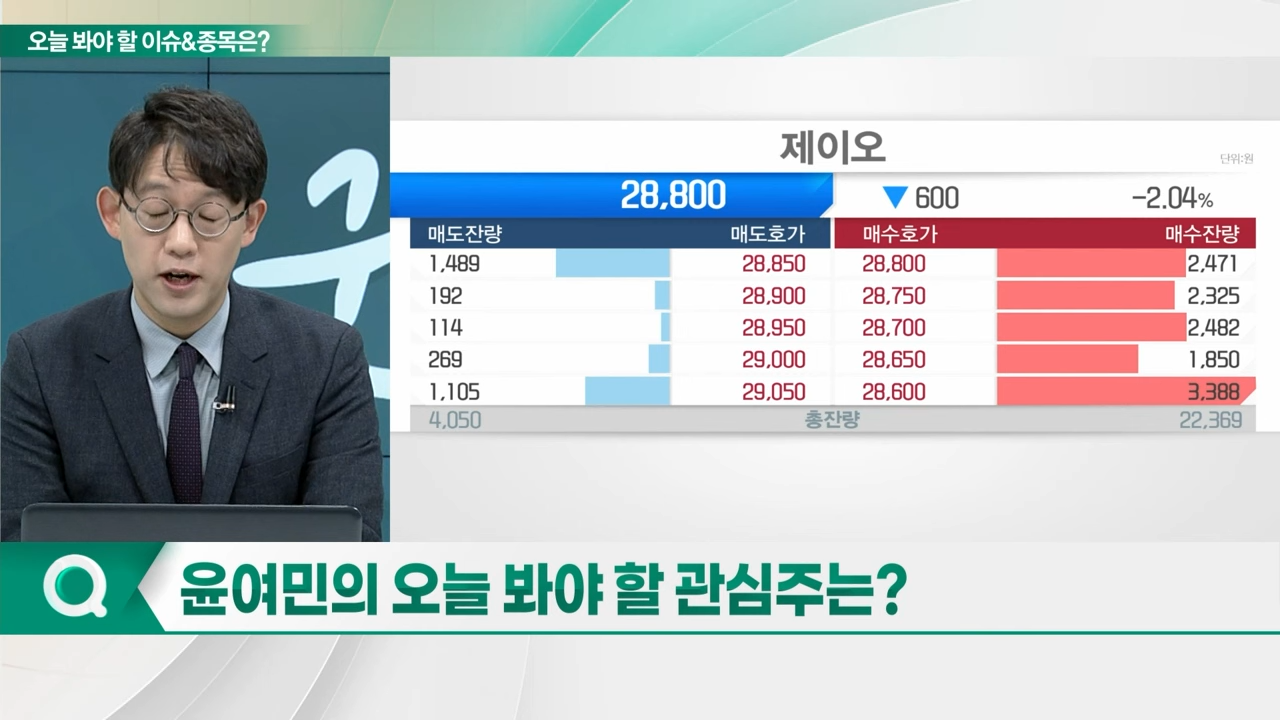 오늘 봐야 할 이슈&종목은?
제이오
단위:원
28,800 ▼ 600 -2.04%
매도잔량 매도호가 매수호가 매수잔량
1,489 28,850 28,800 2,471
192 28,900 28,750 2,325
114 28,950 28,700 2,482
269 29,000 28,650 1,850
1,105 29,050 28,600 3,388
4,050 총잔량 22,369
윤여민의 오늘 봐야 할 관심주는?